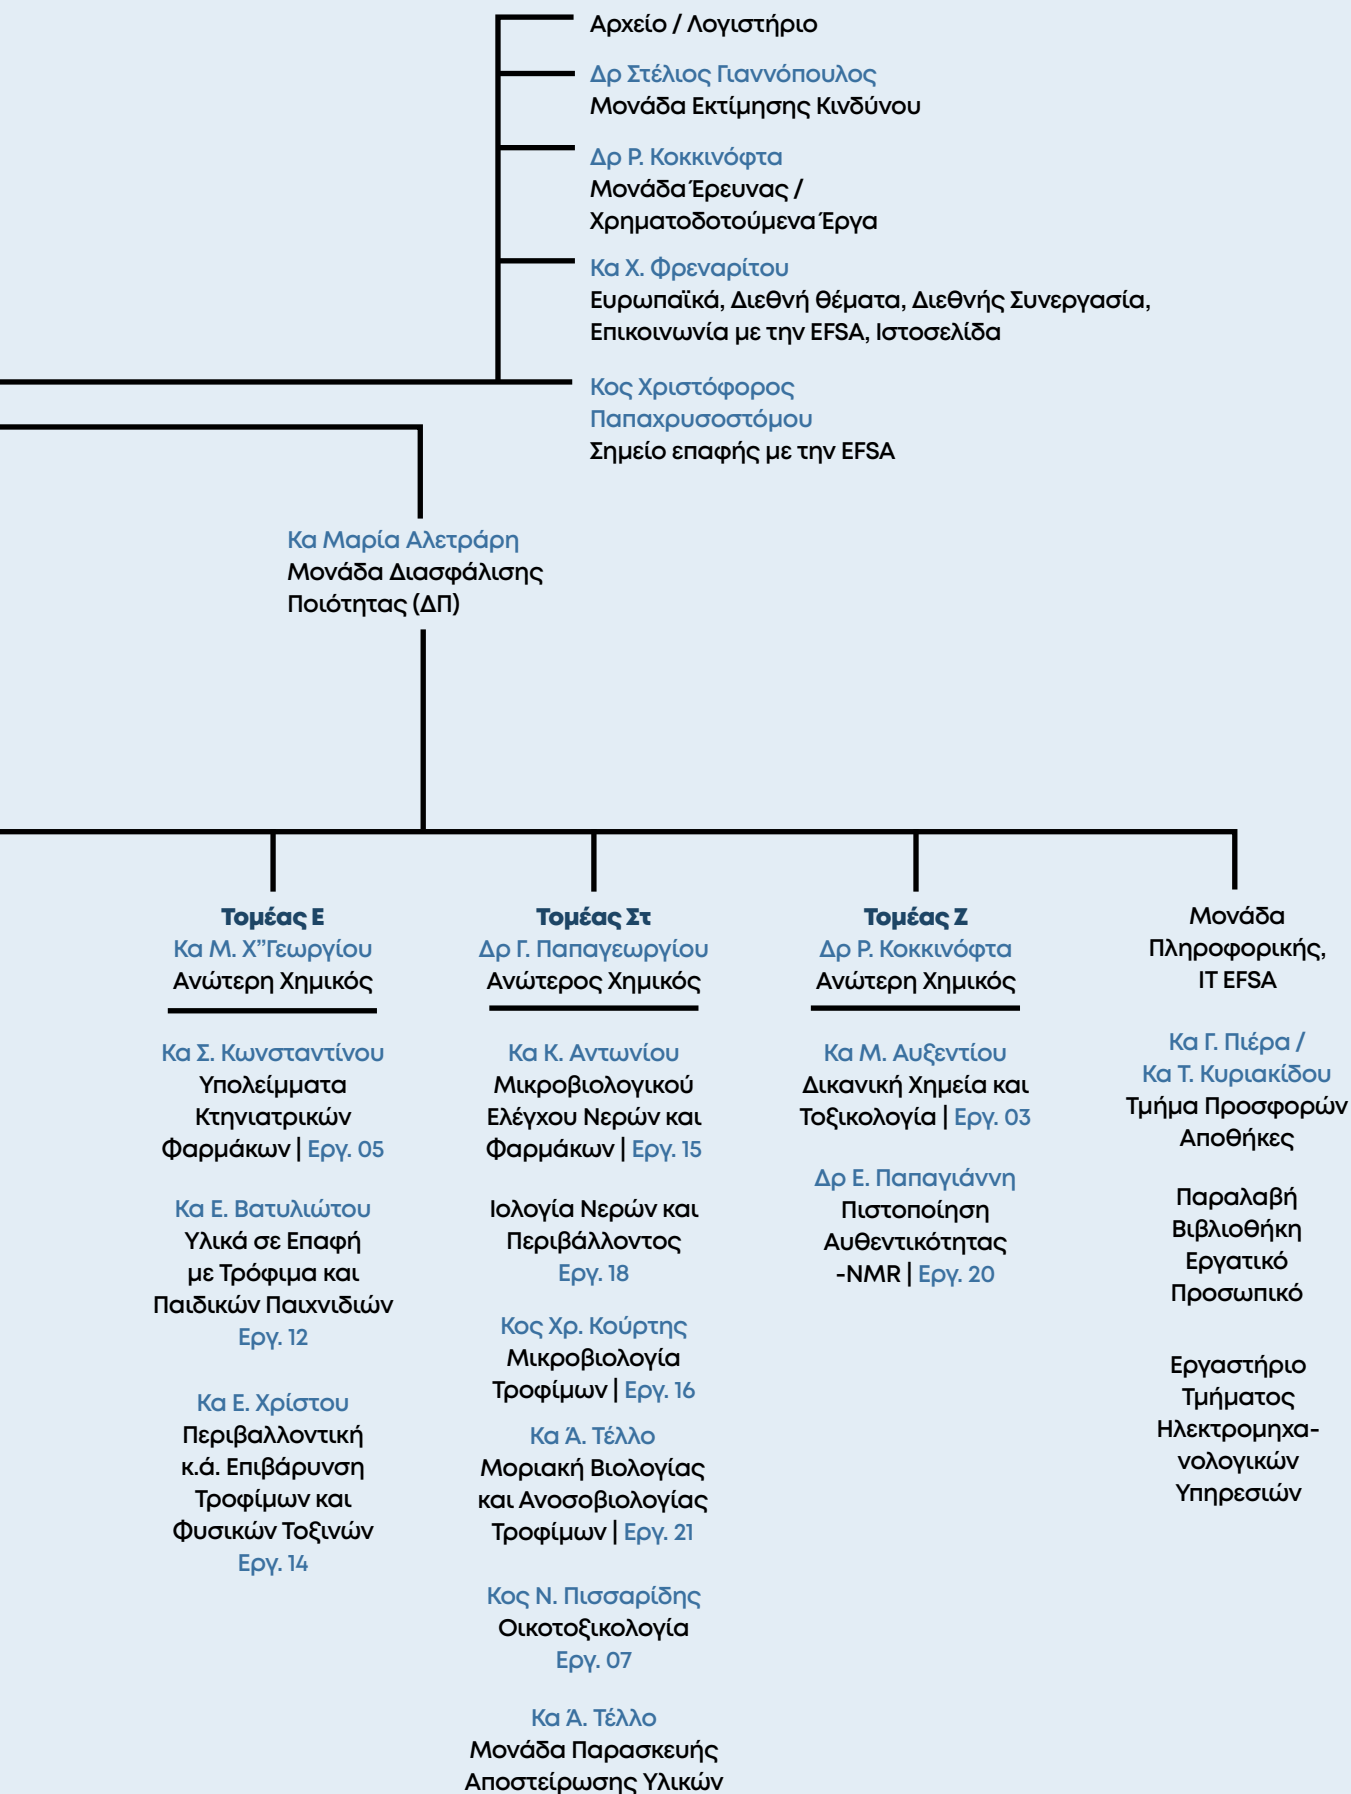 Αρχείο / Λογιστήριο
Δρ Στέλιος Γιαννόπουλος
Μονάδα Εκτίμησης Κινδύνου
Δρ Ρ. Κοκκινόφτα
Μονάδα Έρευνας /
Χρηματοδοτούμενα Έργα
Κα Χ. Φρεναρίτου
Ευρωπαϊκά, Διεθνή θέματα, Διεθνής Συνεργασία,
Επικοινωνία με την EFSA, Ιστοσελίδα
Κος Χριστόφορος
Παπαχρυσοστόμου
Σημείο επαφής με την EFSA
Κα Μαρία Αλετράρη
Μονάδα Διασφάλισης
Ποιότητας (ΔΠ)
Τομέας Ε
Κα Μ. Χ”Γεωργίου
Ανώτερη Χημικός
Κα Σ. Κωνσταντίνου
Υπολείμματα
Κτηνιατρικών
Φαρμάκων | Εργ. 05
Κα Ε. Βατυλιώτου
Υλικά σε Επαφή
με Τρόφιμα και
Παιδικών Παιχνιδιών
Εργ. 12
Κα Ε. Χρίστου
Περιβαλλοντική
κ.ά. Επιβάρυνση
Τροφίμων και
Φυσικών Τοξινών
Εργ. 14
Τομέας Στ
Δρ Γ. Παπαγεωργίου
Ανώτερος Χημικός
Κα Κ. Αντωνίου
Μικροβιολογικού
Ελέγχου Νερών και
Φαρμάκων | Εργ. 15
Ιολογία Νερών και
Περιβάλλοντος
Εργ. 18
Κος Χρ. Κούρτης
Μικροβιολογία
Τροφίμων | Εργ. 16
Κα Ά. Τέλλο
Μοριακή Βιολογίας
και Ανοσοβιολογίας
Τροφίμων | Εργ. 21
Κος Ν. Πισσαρίδης
Οικοτοξικολογία
Εργ. 07
Κα Ά. Τέλλο
Μονάδα Παρασκευής
Αποστείρωσης Υλικών
Τομέας Ζ
Δρ Ρ. Κοκκινόφτα
Ανώτερη Χημικός
Κα Μ. Αυξεντίου
Δικανική Χημεία και
Τοξικολογία | Εργ. 03
Δρ Ε. Παπαγιάννη
Πιστοποίηση
Αυθεντικότητας
-NMR | Εργ. 20
Μονάδα
Πληροφορικής,
IT EFSA
Κα Γ. Πιέρα /
Κα Τ. Κυριακίδου
Τμήμα Προσφορών
Αποθήκες
Παραλαβή
Βιβλιοθήκη
Εργατικό
Προσωπικό
Εργαστήριο
Τμήματος
Ηλεκτρομηχα-
νολογικών
Υπηρεσιών